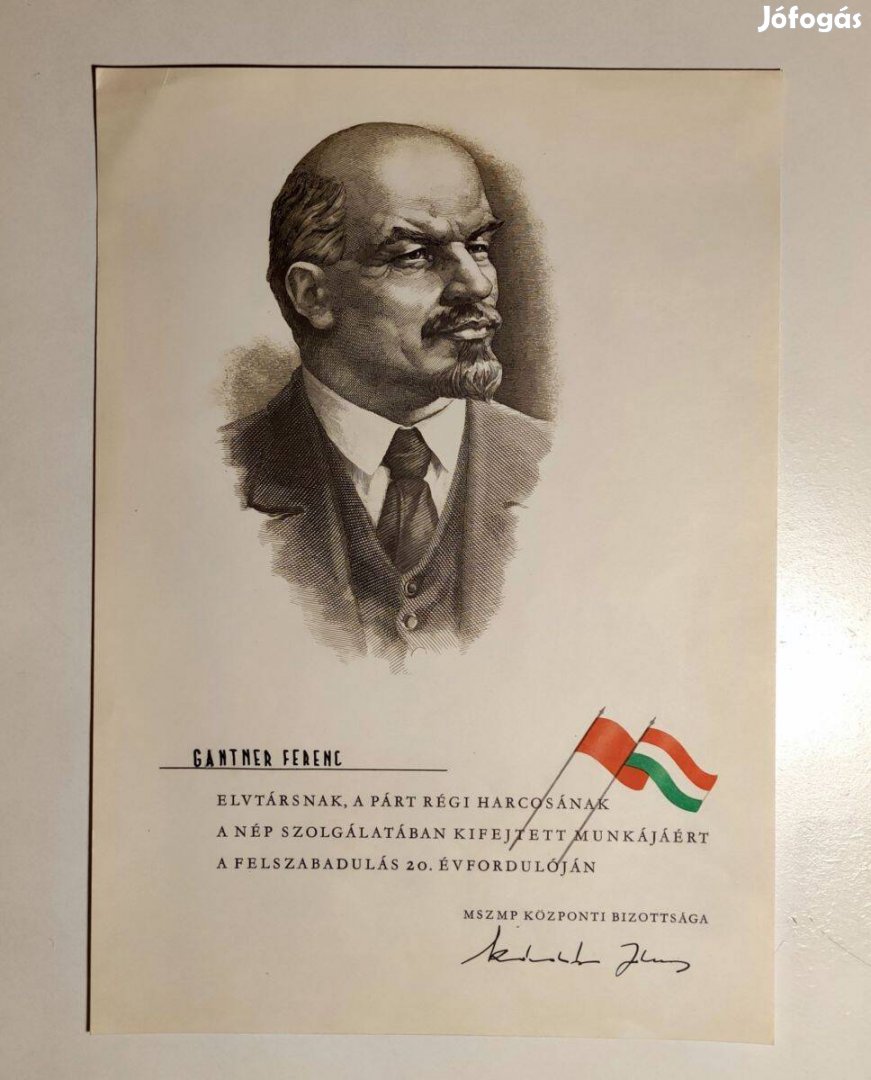 Jófogás
GANTNER FERENC
ELVTÁRSNAK, A PÁRT RÉGI HARCOSÁNAK
A NÉP SZOLGÁLATÁBAN KIFEJTETT MUNKÁJÁÉRT
A FELSZABADULÁS 20. ÉVFORDULÓJÁN
MSZMP KÖZPONTI BIZOTTSÁGA